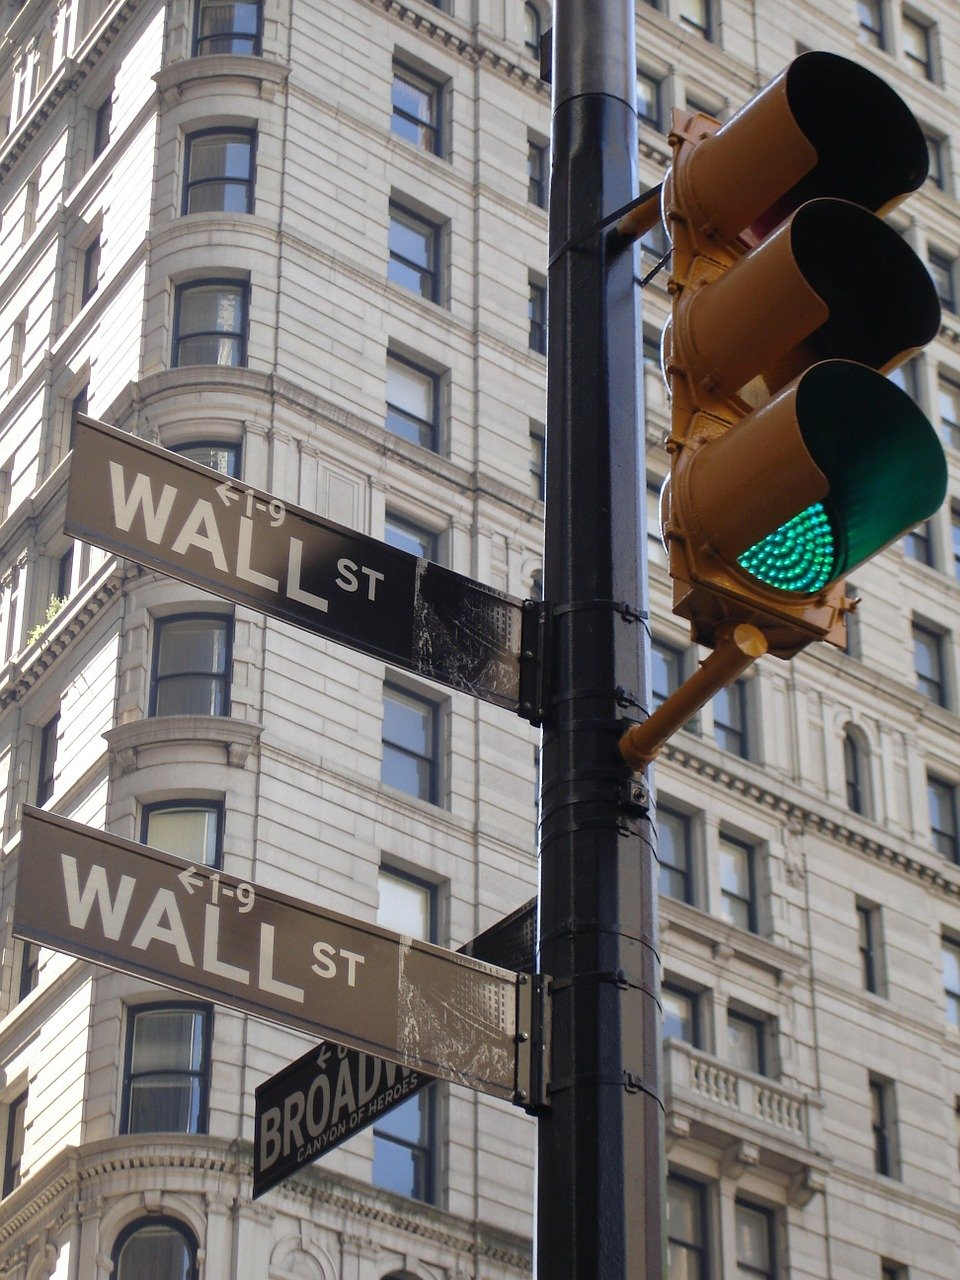 ←1-9
WALL ST
←1-9
WALL ST
BROADW
CANYON OF HEROES